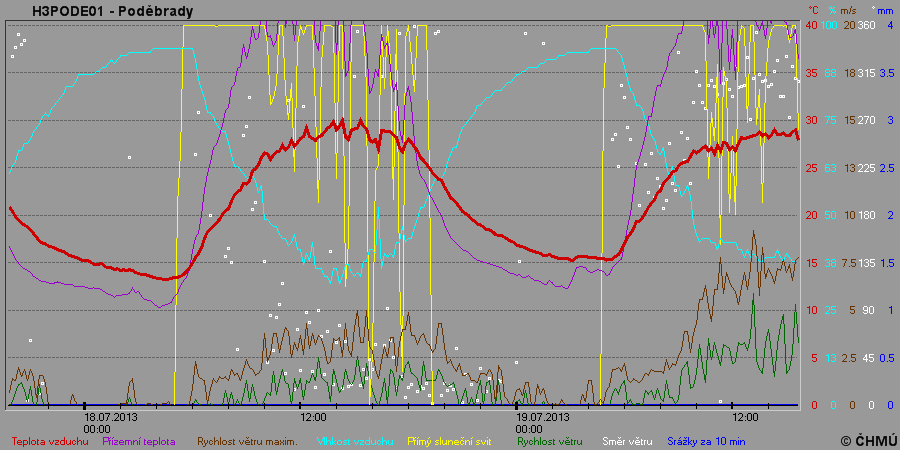 H3PODE01 - Poděbrady
°C % m/s ° mm
40 100 20 360 4
35 88 18 315 3.5
30 75 15 270 3
25 63 13 225 2.5
20 50 10 180 2
15 38 7.5 135 1.5
10 25 5 90 1
5 13 2.5 45 0.5
0 0 0 0 0
18.07.2013 12:00 19.07.2013 12:00
00:00 00:00
Teplota vzduchu Přízemní teplota Rychlost větru maxim. Vlhkost vzduchu Přímý sluneční svit Rychlost větru Směr větru Srážky za 10 min © ČHMÚ